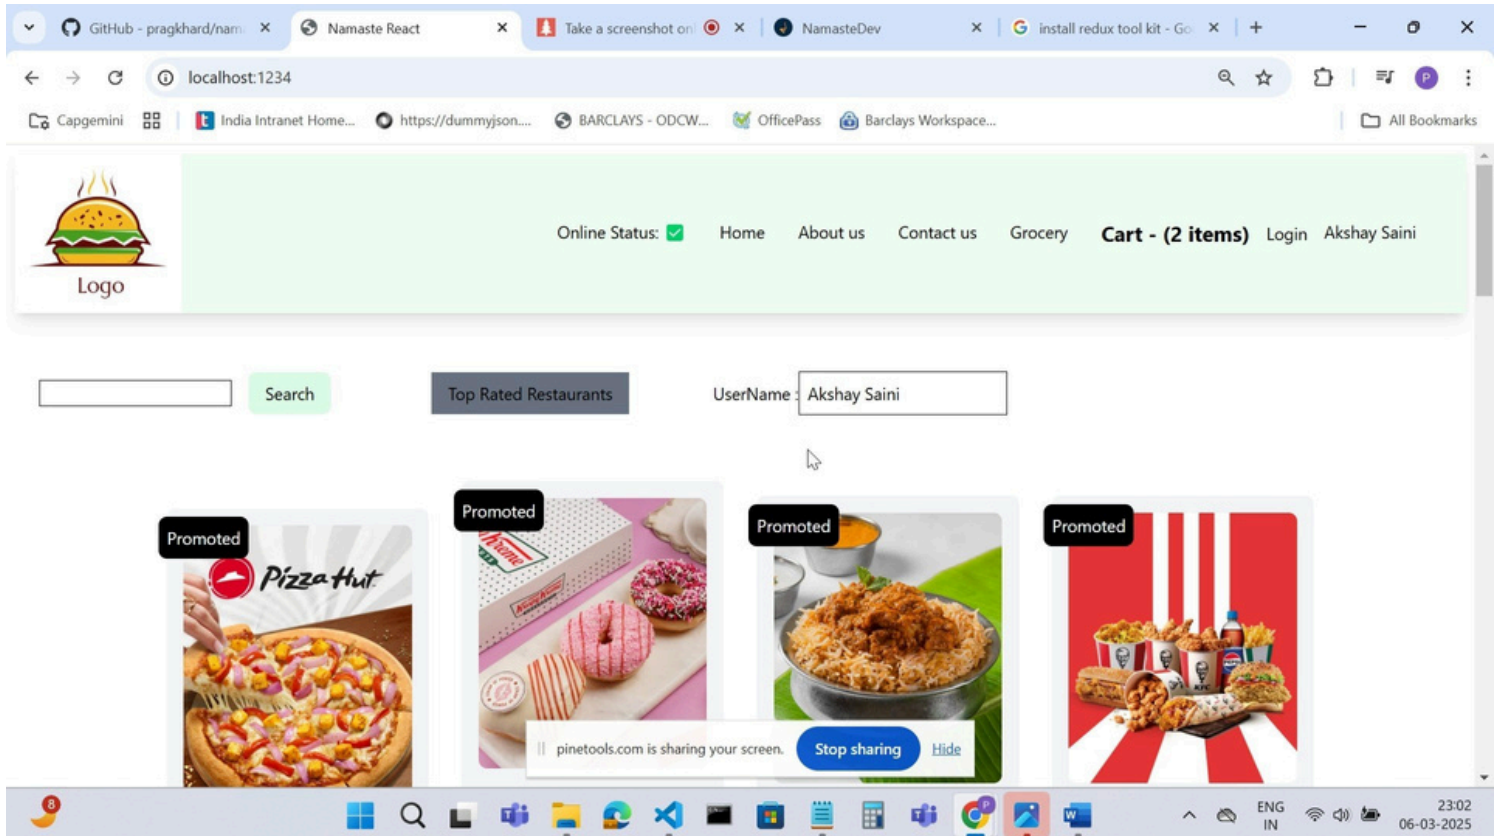 GitHub - pragkhard/nam
Namaste React
Take a screenshot onl
NamasteDev
install redux tool kit - Go
localhost:1234
P
Capgemini
India Intranet Home...
https://dummyjson....
BARCLAYS - ODCW...
OfficePass
Barclays Workspace...
All Bookmarks
Logo
Online Status:
Home
About us
Contact us
Grocery
Cart - (2 items)
Login
Akshay Saini
Search
Top Rated Restaurants
UserName :
Akshay Saini
Promoted
Promoted
Promoted
Promoted
Pizza Hut
KFC
pinetools.com is sharing your screen.
Stop sharing
Hide
8
P
ENG
IN
23:02
06-03-2025